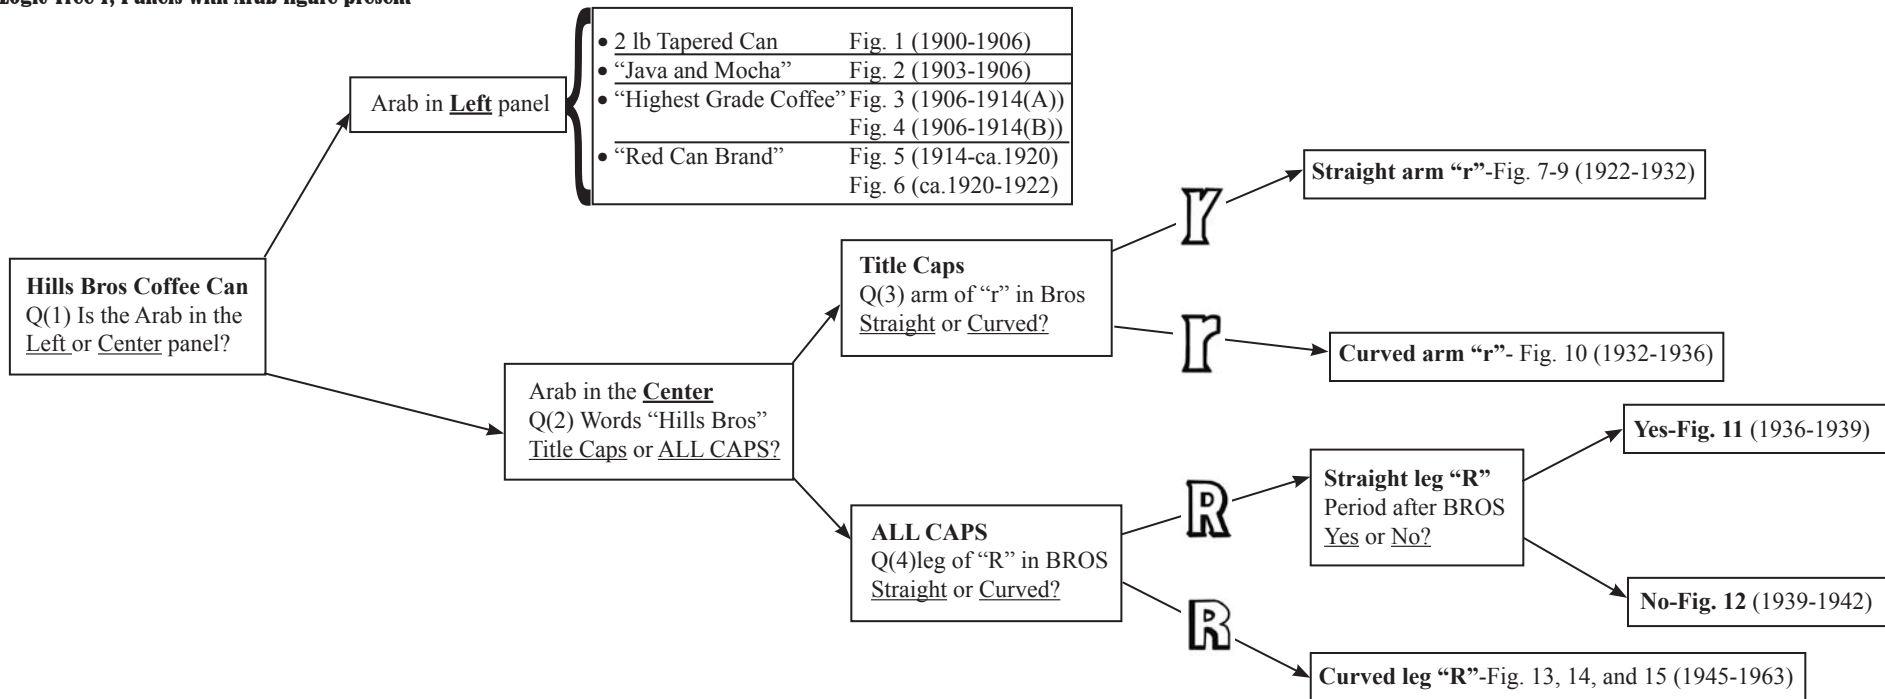 Logic Tree 1, Panels with Arab figure present
Hills Bros Coffee Can
Q(1) Is the Arab in the
Left or Center panel?
Arab in Left panel
• 2 lb Tapered Can Fig. 1 (1900-1906)
• “Java and Mocha” Fig. 2 (1903-1906)
• “Highest Grade Coffee” Fig. 3 (1906-1914(A))
Fig. 4 (1906-1914(B))
• “Red Can Brand” Fig. 5 (1914-ca.1920)
Fig. 6 (ca.1920-1922)
Arab in the Center
Q(2) Words “Hills Bros”
Title Caps or ALL CAPS?
Title Caps
Q(3) arm of “r” in Bros
Straight or Curved?
r
Straight arm “r”-Fig. 7-9 (1922-1932)
r
Curved arm “r”- Fig. 10 (1932-1936)
ALL CAPS
Q(4)leg of “R” in BROS
Straight or Curved?
R
Straight leg “R”
Period after BROS
Yes or No?
Yes-Fig. 11 (1936-1939)
No-Fig. 12 (1939-1942)
R
Curved leg “R”-Fig. 13, 14, and 15 (1945-1963)